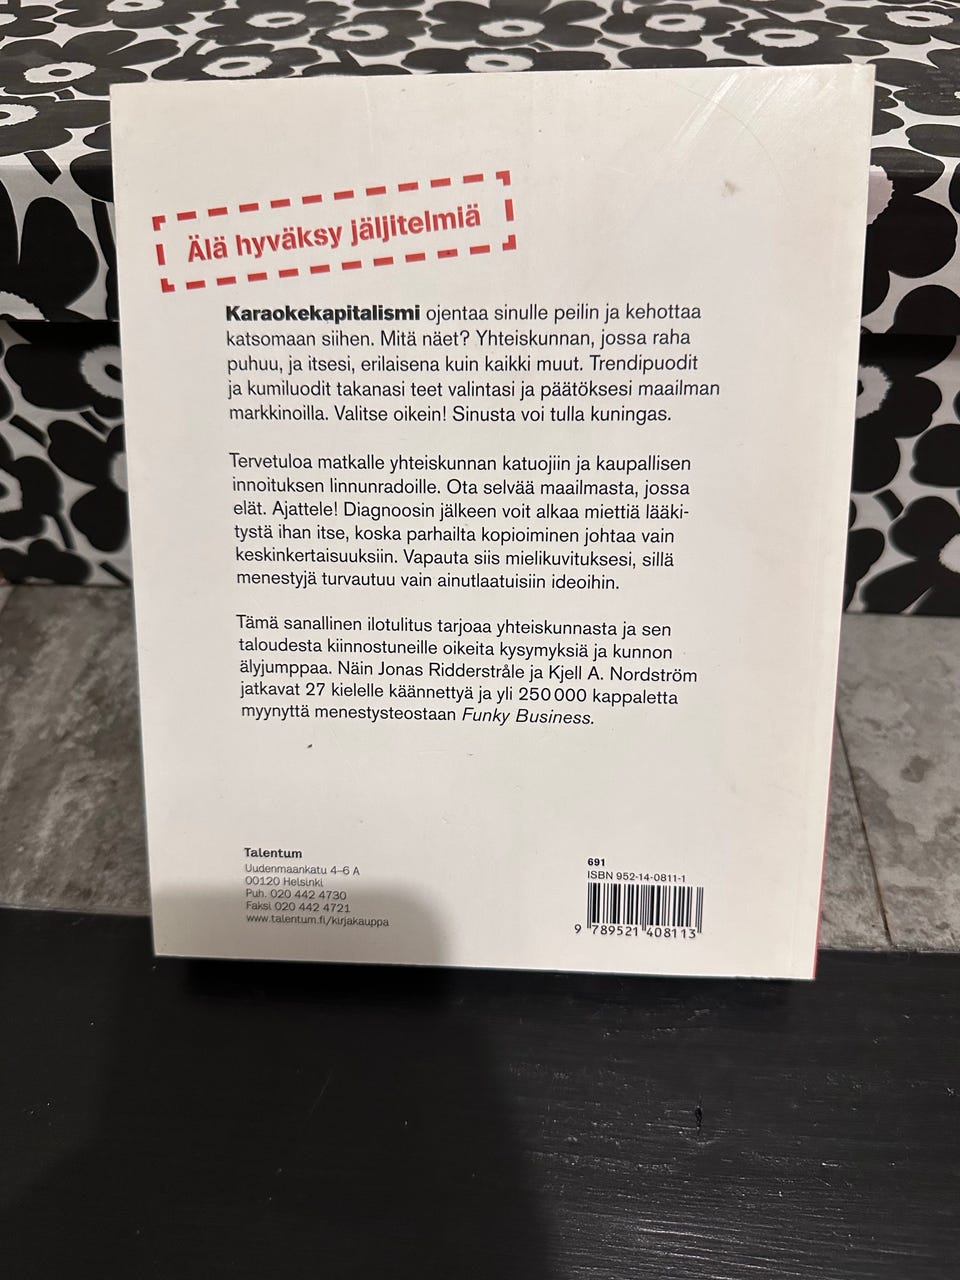 Älä hyväksy jäljitelmiä
Karaokekapitalismi ojentaa sinulle peilin ja kehottaa
katsomaan siihen. Mitä näet? Yhteiskunnan, jossa raha
puhuu, ja itsesi, erilaisena kuin kaikki muut. Trendipuodit
ja kumiluodit takanasi teet valintasi ja päätöksesi maailman
markkinoilla. Valitse oikein! Sinusta voi tulla kuningas.
Tervetuloa matkalle yhteiskunnan katuojiin ja kaupallisen
innoituksen linnunradoille. Ota selvää maailmasta, jossa
elät. Ajattele! Diagnoosin jälkeen voit alkaa miettiä lääki-
tystä ihan itse, koska parhailta kopioiminen johtaa vain
keskinkertaisuuksiin. Vapauta siis mielikuvituksesi, sillä
menestyjä turvautuu vain ainutlaatuisiin ideoihin.
Tämä sanallinen ilotulitus tarjoaa yhteiskunnasta ja sen
taloudesta kiinnostuneille oikeita kysymyksiä ja kunnon
älyjumppaa. Näin Jonas Ridderstråle ja Kjell A. Nordström
jatkavat 27 kielelle käännettyä ja yli 250 000 kappaletta
myynyttä menestysteostaan Funky Business.
Talentum
Uudenmaankatu 4–6 A
00120 Helsinki
Puh. 020 442 4730
Faksi 020 442 4721
www.talentum.fi/kirjakauppa
691
ISBN 952-14-0811-1
9 789521 408113